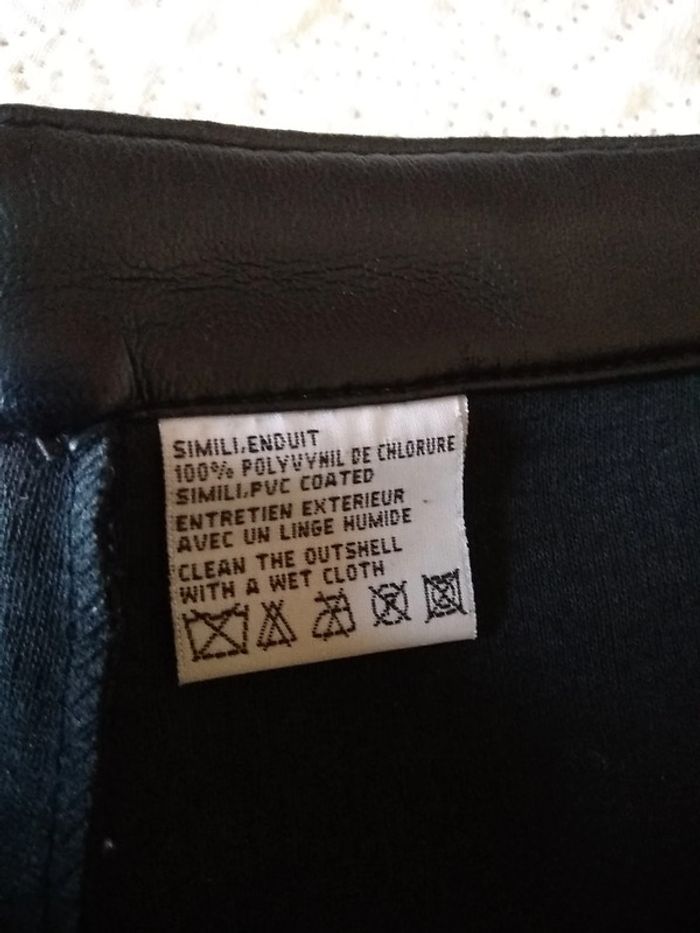 SIMILI,ENDUIT
100% POLYVYNIL DE CHLORURE
SIMILI,PVC COATED
ENTRETIEN EXTERIEUR
AVEC UN LINGE HUMIDE
CLEAN THE OUTSHELL
WITH A WET CLOTH